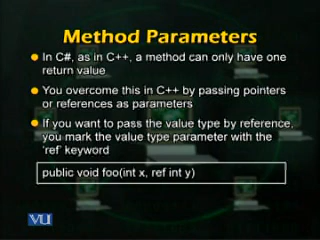 Method Parameters
In C#, as in C++, a method can only have one
return value
You overcome this in C++ by passing pointers
or references as parameters
If you want to pass the value type by reference,
you mark the value type parameter with the
'ref' keyword
public void foo(int x, ref int y)
VU